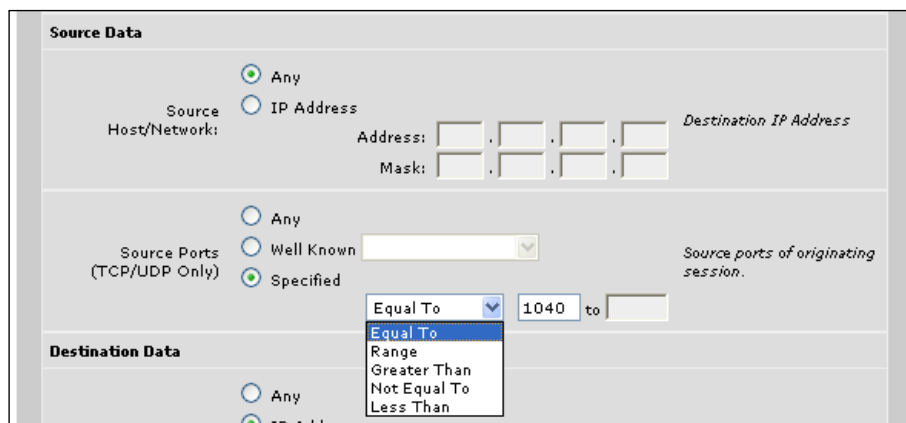 Source Data
Any
Source
Host/Network:
IP Address
Destination IP Address
Address: . . .
Mask: . . .
Any
Source Ports
(TCP/UDP Only)
Well Known
Source ports of originating
session.
Specified
Equal To 1040 to
Equal To
Range
Greater Than
Not Equal To
Less Than
Destination Data
Any